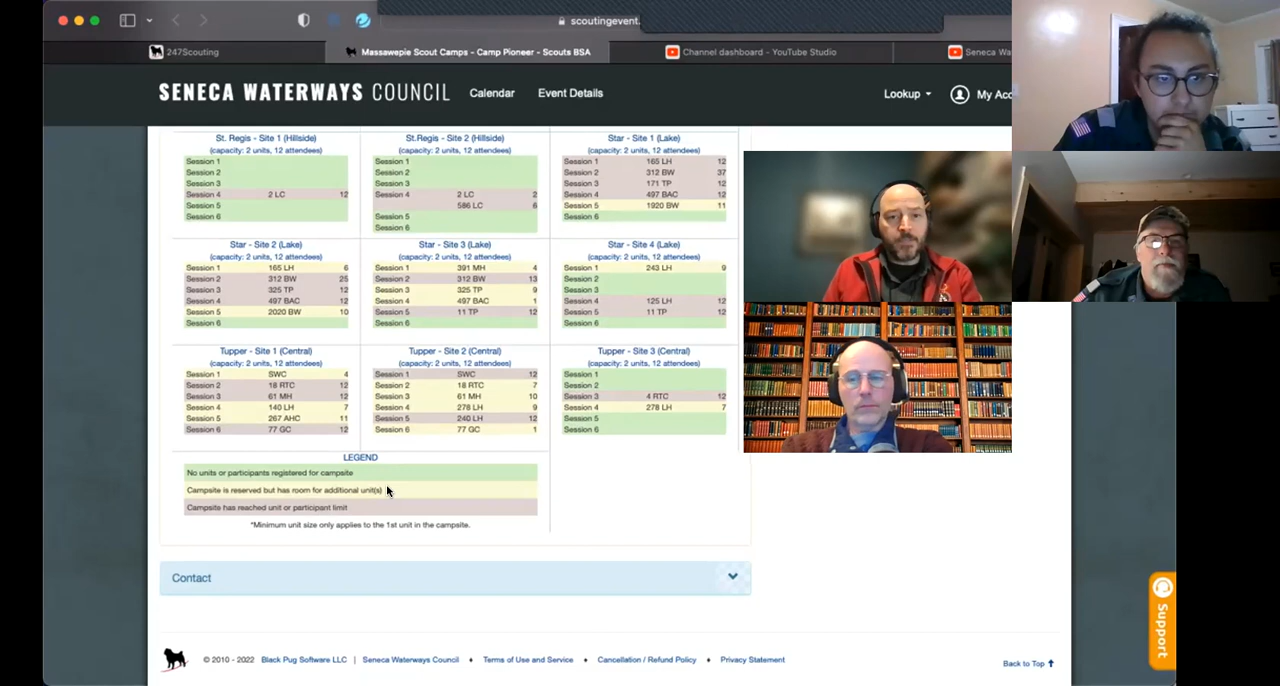 scoutingevent.
247Scouting
Massawepie Scout Camps - Camp Pioneer - Scouts BSA
Channel dashboard - YouTube Studio
Seneca Wa
SENECA WATERWAYS COUNCIL
Calendar
Event Details
Lookup
My Acc
St. Regis - Site 1 (Hillside)
(capacity: 2 units, 12 attendees)
Session 1
Session 2
Session 3
Session 4 2 LC 12
Session 5
Session 6
St.Regis - Site 2 (Hillside)
(capacity: 2 units, 12 attendees)
Session 1
Session 2
Session 3
Session 4 2 LC 2
586 LC 6
Session 5
Session 6
Star - Site 1 (Lake)
(capacity: 2 units, 12 attendees)
Session 1 165 LH 12
Session 2 312 BW 37
Session 3 171 TP 12
Session 4 497 BAC 12
Session 5 1920 BW 11
Session 6
Star - Site 2 (Lake)
(capacity: 2 units, 12 attendees)
Session 1 165 LH 6
Session 2 312 BW 25
Session 3 325 TP 12
Session 4 497 BAC 12
Session 5 2020 BW 10
Session 6
Star - Site 3 (Lake)
(capacity: 2 units, 12 attendees)
Session 1 391 MH 4
Session 2 312 BW 13
Session 3 325 TP 9
Session 4 497 BAC 1
Session 5 11 TP 12
Session 6
Star - Site 4 (Lake)
(capacity: 2 units, 12 attendees)
Session 1 243 LH 9
Session 2
Session 3
Session 4 125 LH 12
Session 5 11 TP 12
Session 6
Tupper - Site 1 (Central)
(capacity: 2 units, 12 attendees)
Session 1 SWC 4
Session 2 18 RTC 12
Session 3 61 MH 12
Session 4 140 LH 7
Session 5 267 AHC 11
Session 6 77 GC 12
Tupper - Site 2 (Central)
(capacity: 2 units, 12 attendees)
Session 1 SWC 12
Session 2 18 RTC 7
Session 3 61 MH 10
Session 4 278 LH 9
Session 5 240 LH 12
Session 6 77 GC 1
Tupper - Site 3 (Central)
(capacity: 2 units, 12 attendees)
Session 1
Session 2
Session 3 4 RTC 12
Session 4 278 LH 7
Session 5
Session 6
LEGEND
No units or participants registered for campsite
Campsite is reserved but has room for additional unit(s)
Campsite has reached unit or participant limit
*Minimum unit size only applies to the 1st unit in the campsite.
Contact
Support
© 2010 - 2022 Black Pug Software LLC | Seneca Waterways Council ♦ Terms of Use and Service ♦ Cancellation / Refund Policy ♦ Privacy Statement
Back to Top